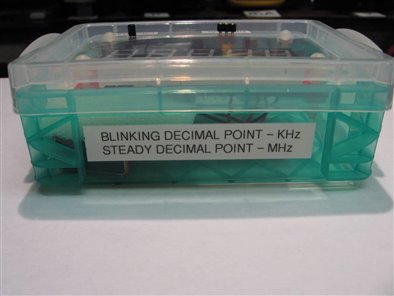 BLINKING DECIMAL POINT – KHz
STEADY DECIMAL POINT – MHz